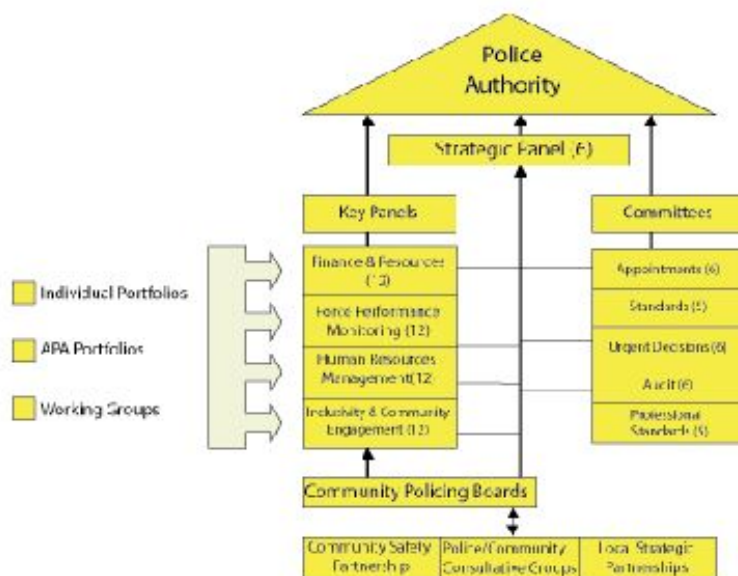 Police
Authority
Strategic Panel (6)
Key Panels
Committees
Finance & Resources
(12)
Force Performance
Monitoring (12)
Human Resources
Management(12)
Inclusivity & Community
Engagement (12)
Appointments (6)
Standards (5)
Urgent Decisions (6)
Audit (6)
Professional
Standards (5)
Individual Portfolios
APA Portfolios
Working Groups
Community Policing Boards
Community Safety
Partnership
Police/Community
Consultative Groups
Local Strategic
Partnerships